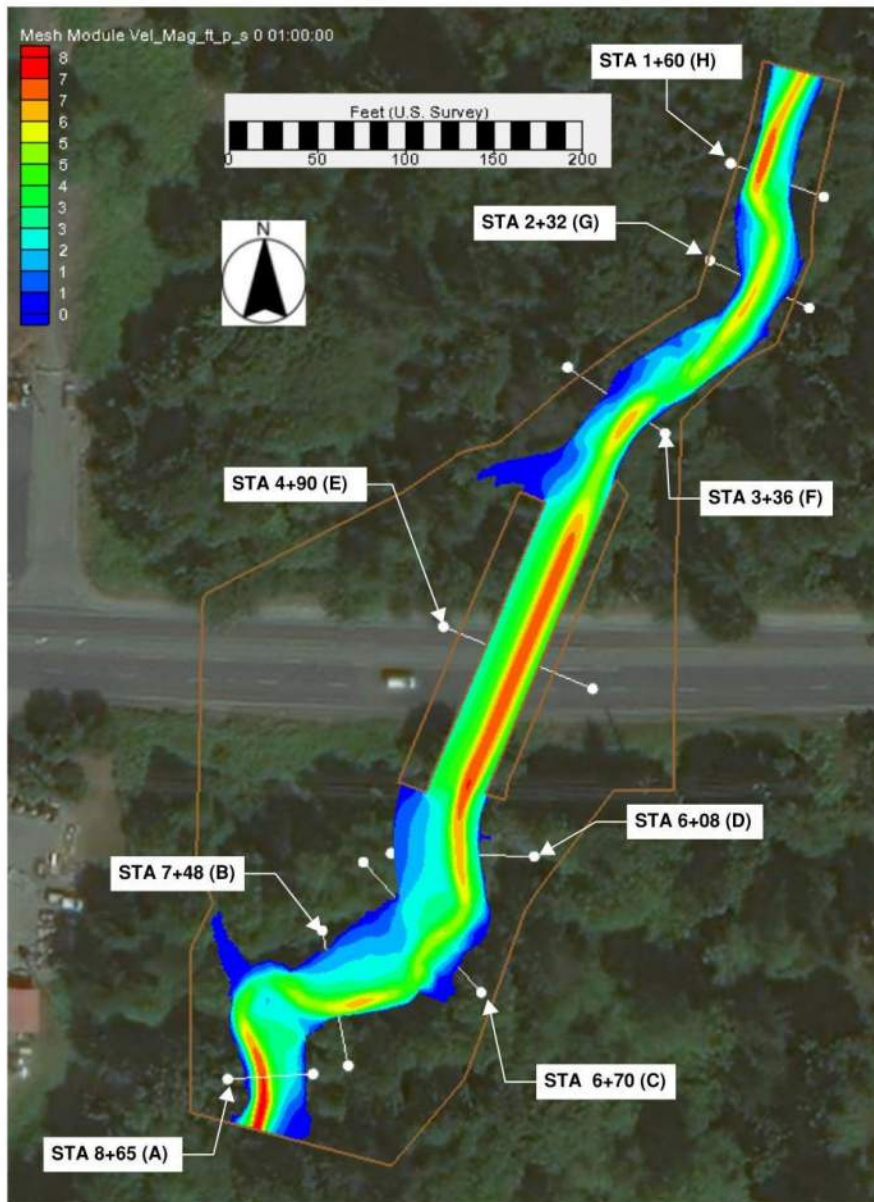 Mesh Module Vel_Mag_ft_p_s 0 01:00:00
8
7
7
6
5
5
4
3
3
2
1
1
0
Feet (U.S. Survey)
0 50 100 150 200
N
STA 1+60 (H)
STA 2+32 (G)
STA 4+90 (E)
STA 3+36 (F)
STA 6+08 (D)
STA 7+48 (B)
STA 6+70 (C)
STA 8+65 (A)